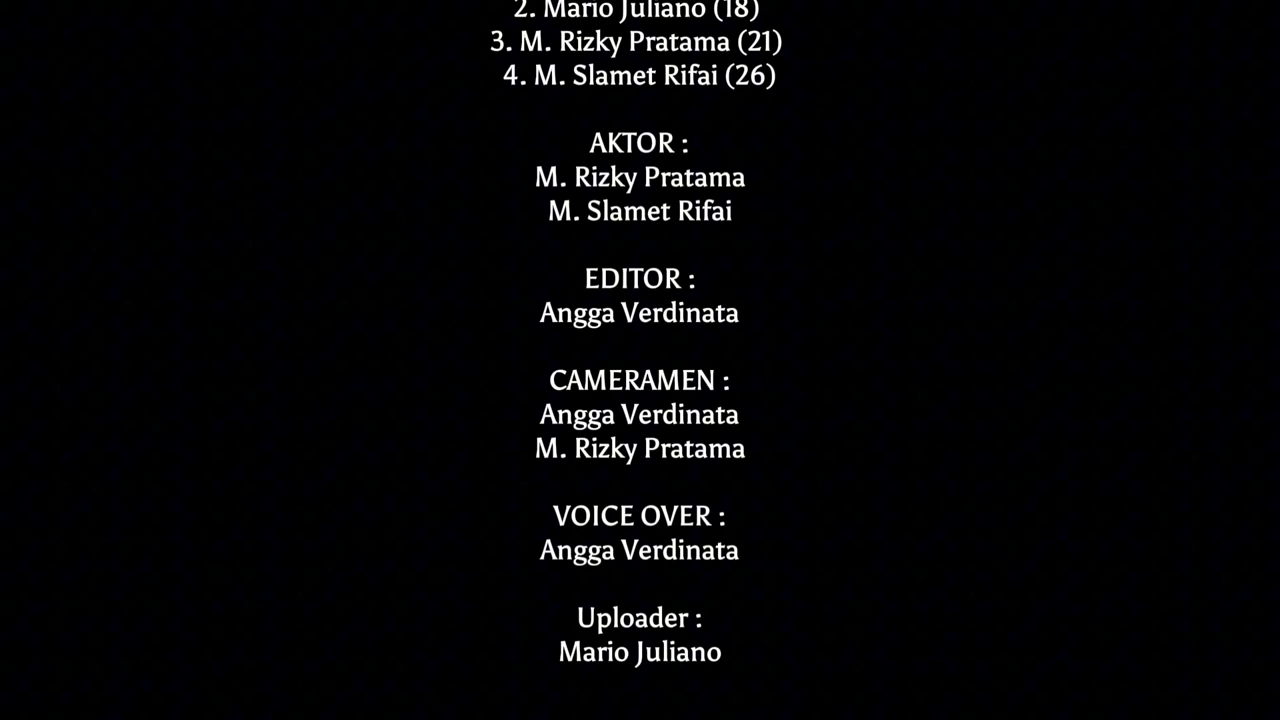 2. Mario Juliano (18)
3. M. Rizky Pratama (21)
4. M. Slamet Rifai (26)
AKTOR :
M. Rizky Pratama
M. Slamet Rifai
EDITOR :
Angga Verdinata
CAMERAMEN :
Angga Verdinata
M. Rizky Pratama
VOICE OVER :
Angga Verdinata
Uploader :
Mario Juliano